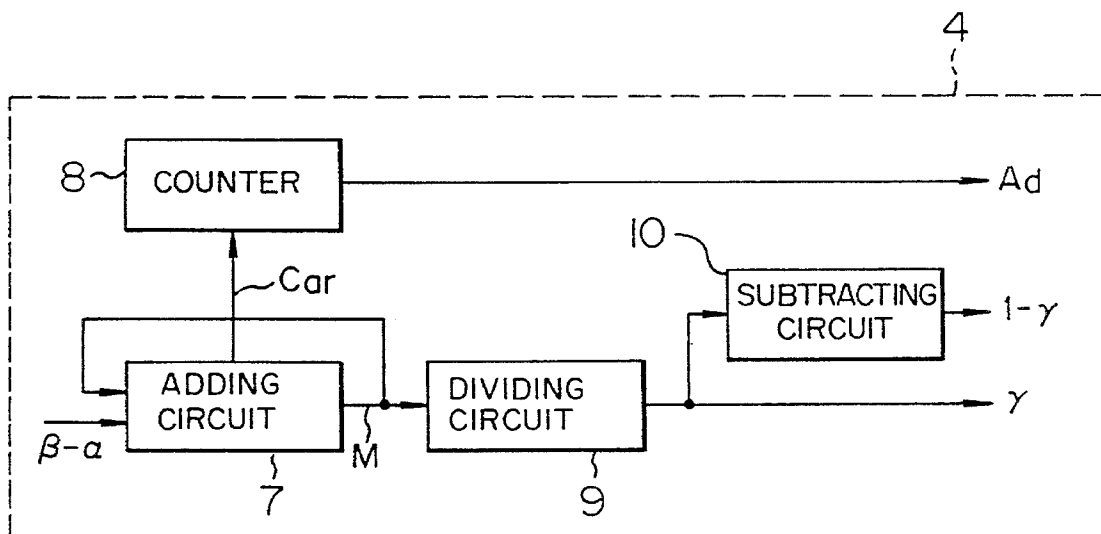 4
8
COUNTER
Ad
10
Car
SUBTRACTING
CIRCUIT
1-γ
ADDING
CIRCUIT
DIVIDING
CIRCUIT
γ
β-α
M
7
9